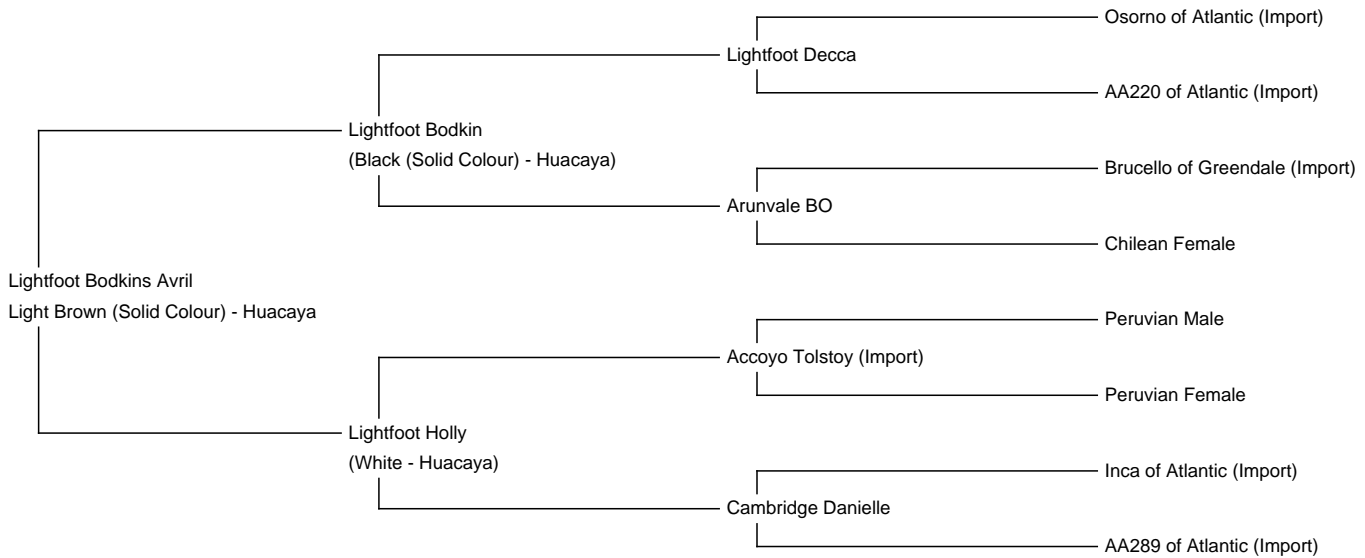 Osorno of Atlantic (Import)
Lightfoot Decca
AA220 of Atlantic (Import)
Lightfoot Bodkin
(Black (Solid Colour) - Huacaya)
Brucello of Greendale (Import)
Arunvale BO
Chilean Female
Lightfoot Bodkins Avril
Light Brown (Solid Colour) - Huacaya
Peruvian Male
Accoyo Tolstoy (Import)
Peruvian Female
Lightfoot Holly
(White - Huacaya)
Inca of Atlantic (Import)
Cambridge Danielle
AA289 of Atlantic (Import)